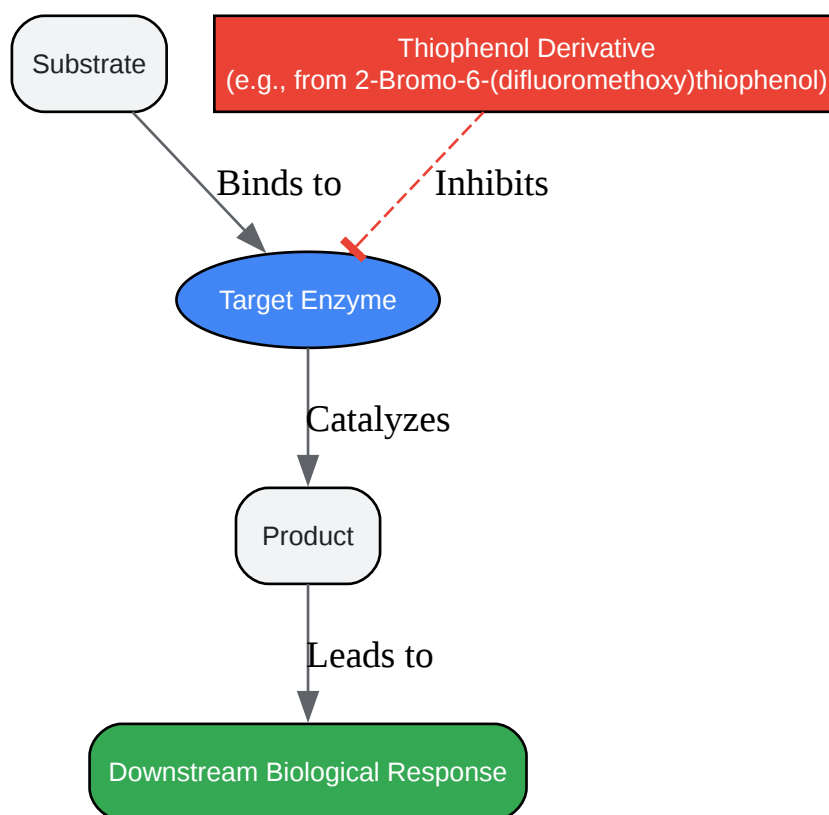 Substrate
Thiophenol Derivative
(e.g., from 2-Bromo-6-(difluoromethoxy)thiophenol)
Binds to
Inhibits
Target Enzyme
Catalyzes
Product
Leads to
Downstream Biological Response